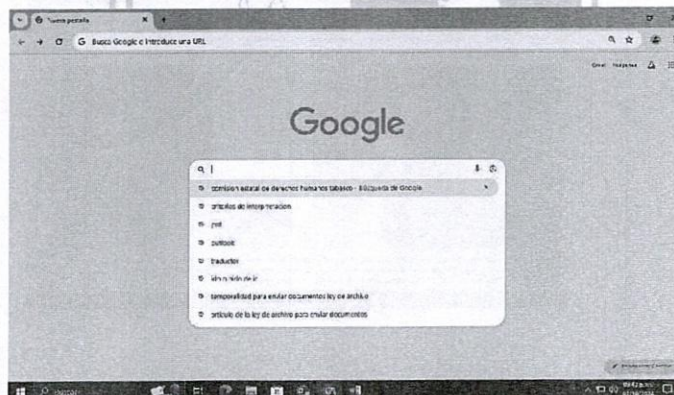 Nueva pestaña
G Busca Google o introduce una URL
Gmail Imágenes
Google
comision estatal de derechos humanos tabasco - Búsqueda de Google
articulos de interpretacion
outlook
traductor
temporalidad para enviar documentos ley de archivo
articulo de la ley de archivo para enviar documentos